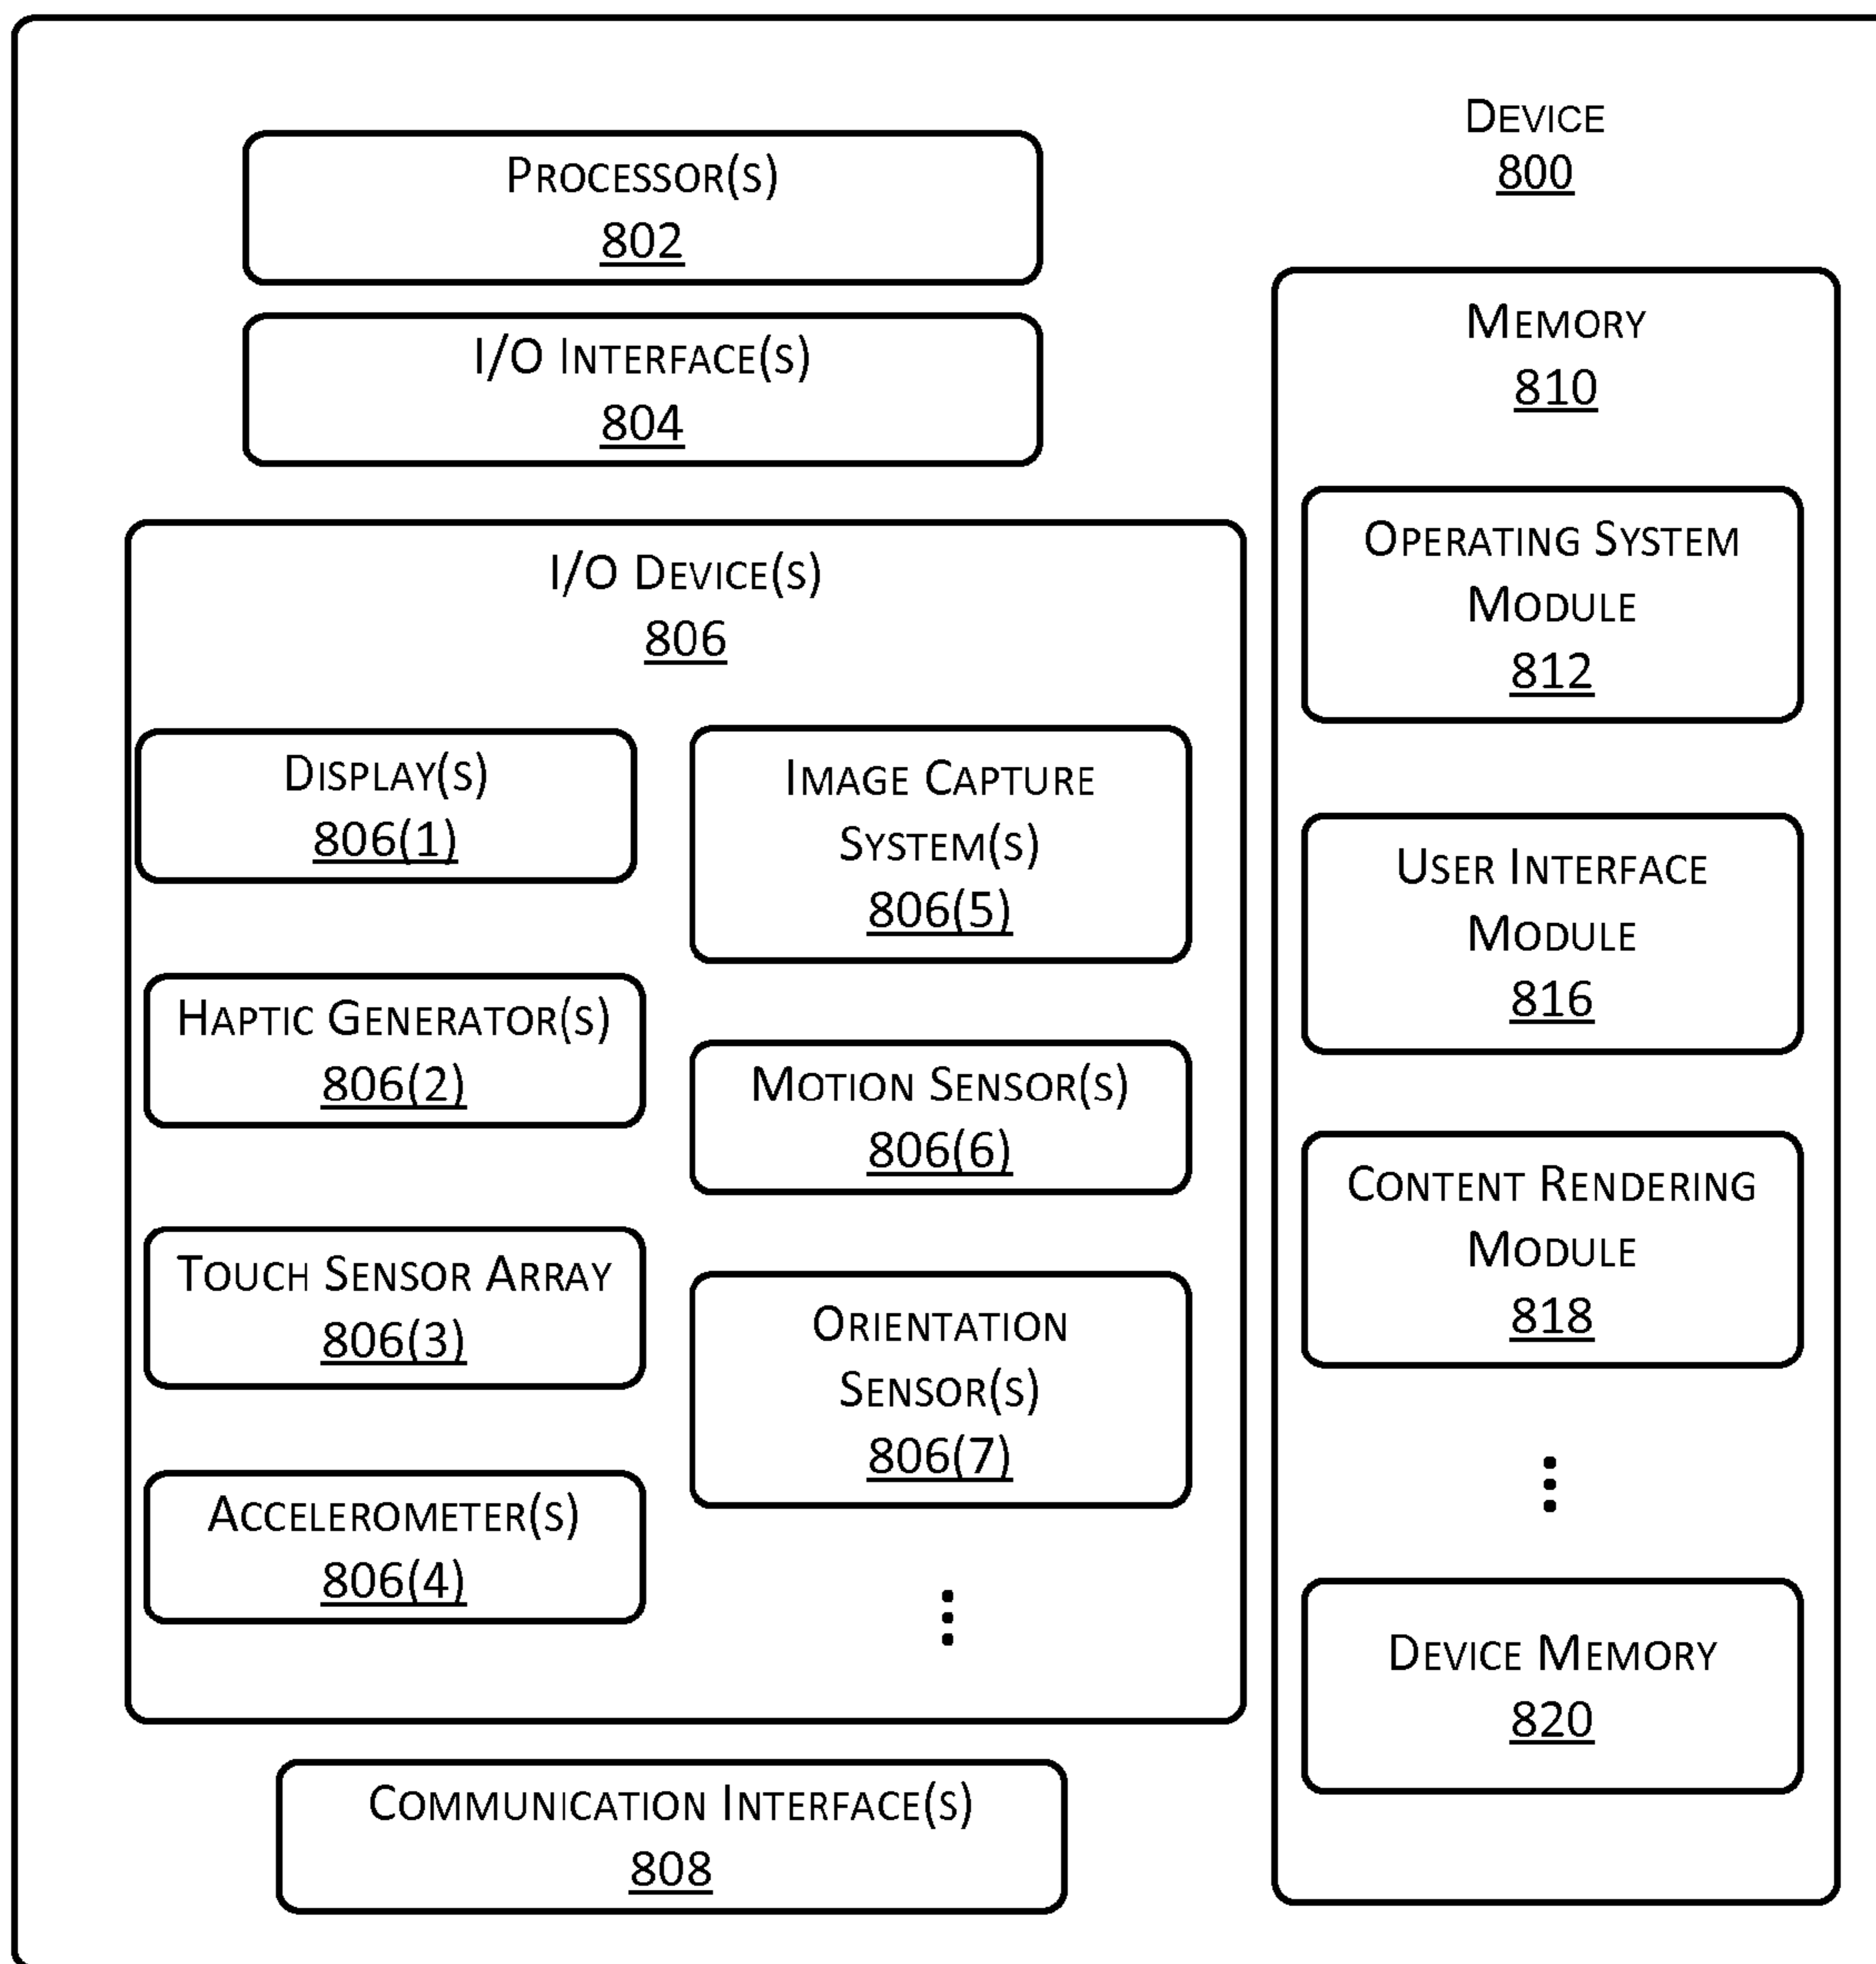 DEVICE
800
PROCESSOR(S)
802
I/O INTERFACE(S)
804
I/O DEVICE(S)
806
DISPLAY(S)
806(1)
HAPTIC GENERATOR(S)
806(2)
TOUCH SENSOR ARRAY
806(3)
ACCELEROMETER(S)
806(4)
IMAGE CAPTURE
SYSTEM(S)
806(5)
MOTION SENSOR(S)
806(6)
ORIENTATION
SENSOR(S)
806(7)
COMMUNICATION INTERFACE(S)
808
MEMORY
810
OPERATING SYSTEM
MODULE
812
USER INTERFACE
MODULE
816
CONTENT RENDERING
MODULE
818
DEVICE MEMORY
820